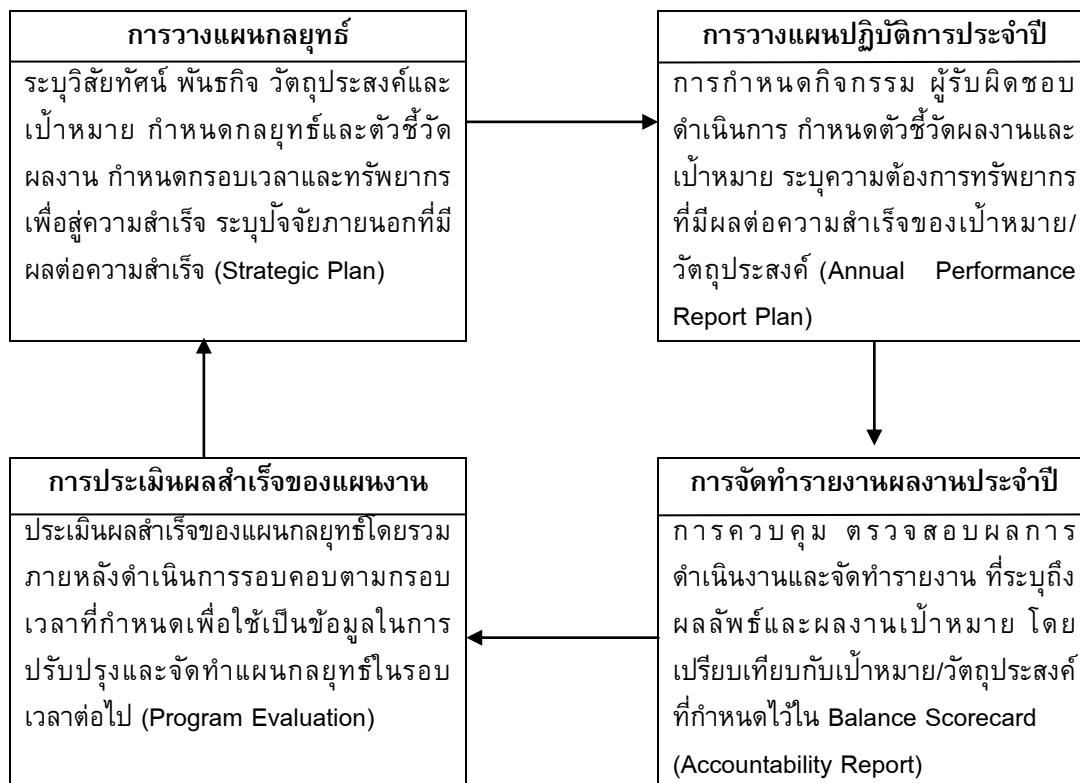 การวางแผนกลยุทธ์
ระบุวิสัยทัศน์ พันธกิจ วัตถุประสงค์และ
เป้าหมาย กำหนดกลยุทธ์และตัวชี้วัด
ผลงาน กำหนดกรอบเวลาและทรัพยากร
เพื่อสู่ความสำเร็จ ระบุปัจจัยภายนอกที่มี
ผลต่อความสำเร็จ (Strategic Plan)
การวางแผนปฏิบัติการประจำปี
การกำหนดกิจกรรม ผู้รับผิดชอบ
ดำเนินการ กำหนดตัวชี้วัดผลงานและ
เป้าหมาย ระบุความต้องการทรัพยากร
ที่มีผลต่อความสำเร็จของเป้าหมาย/
วัตถุประสงค์ (Annual Performance
Report Plan)
การประเมินผลสำเร็จของแผนงาน
ประเมินผลสำเร็จของแผนกลยุทธ์โดยรวม
ภายหลังดำเนินการรอบคอบตามกรอบ
เวลาที่กำหนดเพื่อใช้เป็นข้อมูลในการ
ปรับปรุงและจัดทำแผนกลยุทธ์ในรอบ
เวลาต่อไป (Program Evaluation)
การจัดทำรายงานผลงานประจำปี
การควบคุม ตรวจสอบผลการ
ดำเนินงานและจัดทำรายงาน ที่ระบุถึง
ผลลัพธ์และผลงานเป้าหมาย โดย
เปรียบเทียบกับเป้าหมาย/วัตถุประสงค์
ที่กำหนดไว้ใน Balance Scorecard
(Accountability Report)